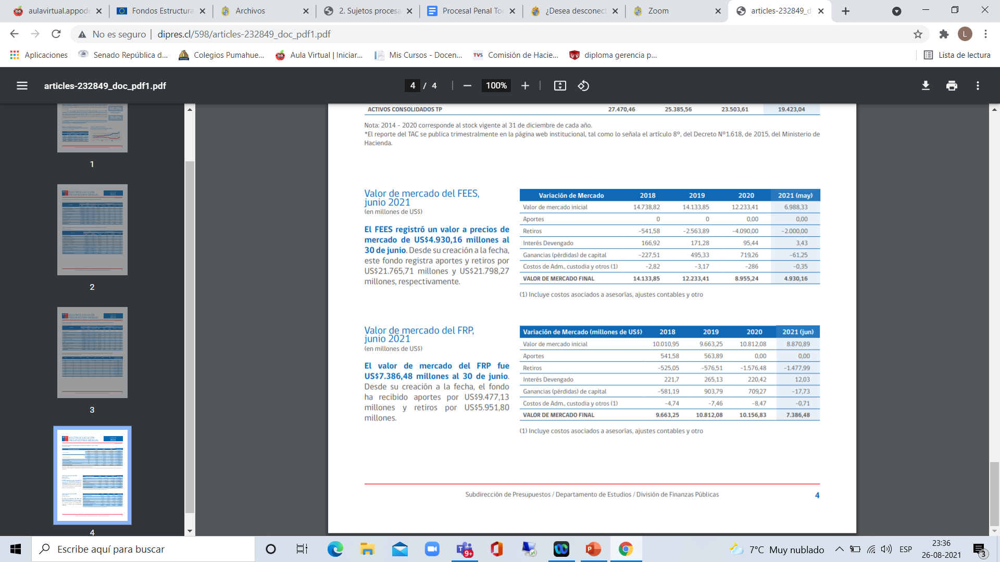 aulavirtual.appode
Fondos Estructura
Archivos
2. Sujetos procesa
Procesal Penal Too
¿Desea desconect
Zoom
articles-232849_d
No es seguro
dipres.cl/598/articles-232849_doc_pdf1.pdf
L
Aplicaciones
Senado República d...
Colegios Pumahue...
Aula Virtual | Iniciar...
Mis Cursos - Docen...
TVS
Comisión de Hacie...
diploma gerencia p...
Lista de lectura
articles-232849_doc_pdf1.pdf
4 / 4
100%
1
2
3
4
ACTIVOS CONSOLIDADOS TP 27.470,46 25.385,56 23.503,61 19.423,04
Nota: 2014 - 2020 corresponde al stock vigente al 31 de diciembre de cada año.
*El reporte del TAC se publica trimestralmente en la página web institucional, tal como lo señala el artículo 8°, del Decreto N°1.618, de 2015, del Ministerio de
Hacienda.
Valor de mercado del FEES,
junio 2021
(en millones de US$)
El FEES registró un valor a precios de
mercado de US$4.930,16 millones al
30 de junio. Desde su creación a la fecha,
este fondo registra aportes y retiros por
US$21.765,71 millones y US$21.798,27
millones, respectivamente.
Variación de Mercado 2018 2019 2020 2021 (may)
Valor de mercado inicial 14.738,82 14.133,85 12.233,41 6.988,33
Aportes 0 0 0,00 0,00
Retiros -541,58 -2.563,89 -4.090,00 -2.000,00
Interés Devengado 166,92 171,28 95,44 3,43
Ganancias (pérdidas) de capital -227,51 495,33 719,26 -61,25
Costos de Adm., custodia y otros (1) -2,82 -3,17 -286 -0,35
VALOR DE MERCADO FINAL 14.133,85 12.233,41 8.955,24 4.930,16
(1) Incluye costos asociados a asesorías, ajustes contables y otro
Valor de mercado del FRP,
junio 2021
(en millones de US$)
El valor de mercado del FRP fue
US$7.386,48 millones al 30 de junio.
Desde su creación a la fecha, el fondo
ha recibido aportes por US$9.477,13
millones y retiros por US$5.951,80
millones.
Variación de Mercado (millones de US$) 2018 2019 2020 2021 (jun)
Valor de mercado inicial 10.010,95 9.663,25 10.812,08 8.870,89
Aportes 541,58 563,89 0,00 0,00
Retiros -525,05 -576,51 -1.576,48 -1.477,99
Interés Devengado 221,7 265,13 220,42 12,03
Ganancias (pérdidas) de capital -581,19 903,79 709,27 -17,73
Costos de Adm., custodia y otros (1) -4,74 -7,46 -8,47 -0,71
VALOR DE MERCADO FINAL 9.663,25 10.812,08 10.156,83 7.386,48
(1) Incluye costos asociados a asesorías, ajustes contables y otro
Subdirección de Presupuestos / Departamento de Estudios / División de Finanzas Públicas
4
Escribe aquí para buscar
9+
7°C Muy nublado
ESP
23:36
26-08-2021
3